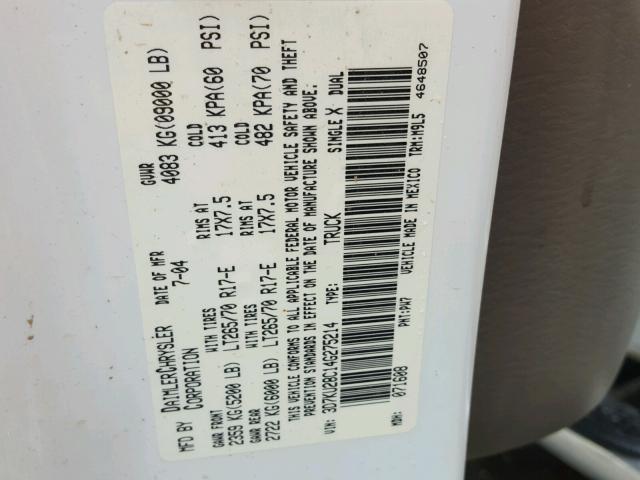 MFD BY DAIMLERCHRYSLER CORPORATION DATE OF MFR 7-04 GVWR 4083 KG(09000 LB)
GAWR FRONT WITH TIRES RIMS AT COLD
2359 KG(5200 LB) LT265/70 R17-E 17X7.5 413 KPA(60 PSI)
GAWR REAR WITH TIRES RIMS AT COLD
2722 KG(6000 LB) LT265/70 R17-E 17X7.5 482 KPA(70 PSI)
THIS VEHICLE CONFORMS TO ALL APPLICABLE FEDERAL MOTOR VEHICLE SAFETY AND THEFT
PREVENTION STANDARDS IN EFFECT ON THE DATE OF MANUFACTURE SHOWN ABOVE.
VIN: 3D7KU28C14G275214 TYPE: TRUCK SINGLE X DUAL
MDH: 071608 PNT:PW7 VEHICLE MADE IN MEXICO TRM:M9L5
4648507